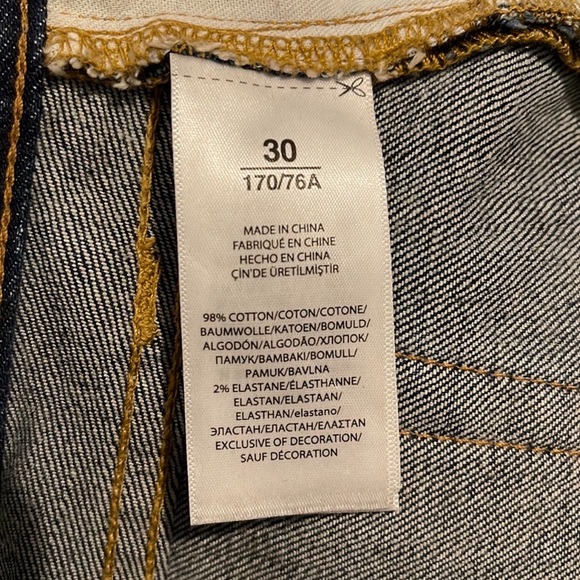 30
170/76A
MADE IN CHINA
FABRIQUÉ EN CHINE
HECHO EN CHINA
ÇİN'DE ÜRETİLMİŞTİR
98% COTTON/COTON/COTONE/
BAUMWOLLE/KATOEN/BOMULD/
ALGODÓN/ALGODÃO/ХЛОПОК/
ПАМУК/BAMBAKI/BOMULL/
PAMUK/BAVLNA
2% ELASTANE/ÉLASTHANNE/
ELASTAN/ELASTAAN/
ELASTHAN/elastano/
ЭЛАСТАН/ЕЛАСТАН/ΕΛΑΣΤΑΝ
EXCLUSIVE OF DECORATION/
SAUF DÉCORATION